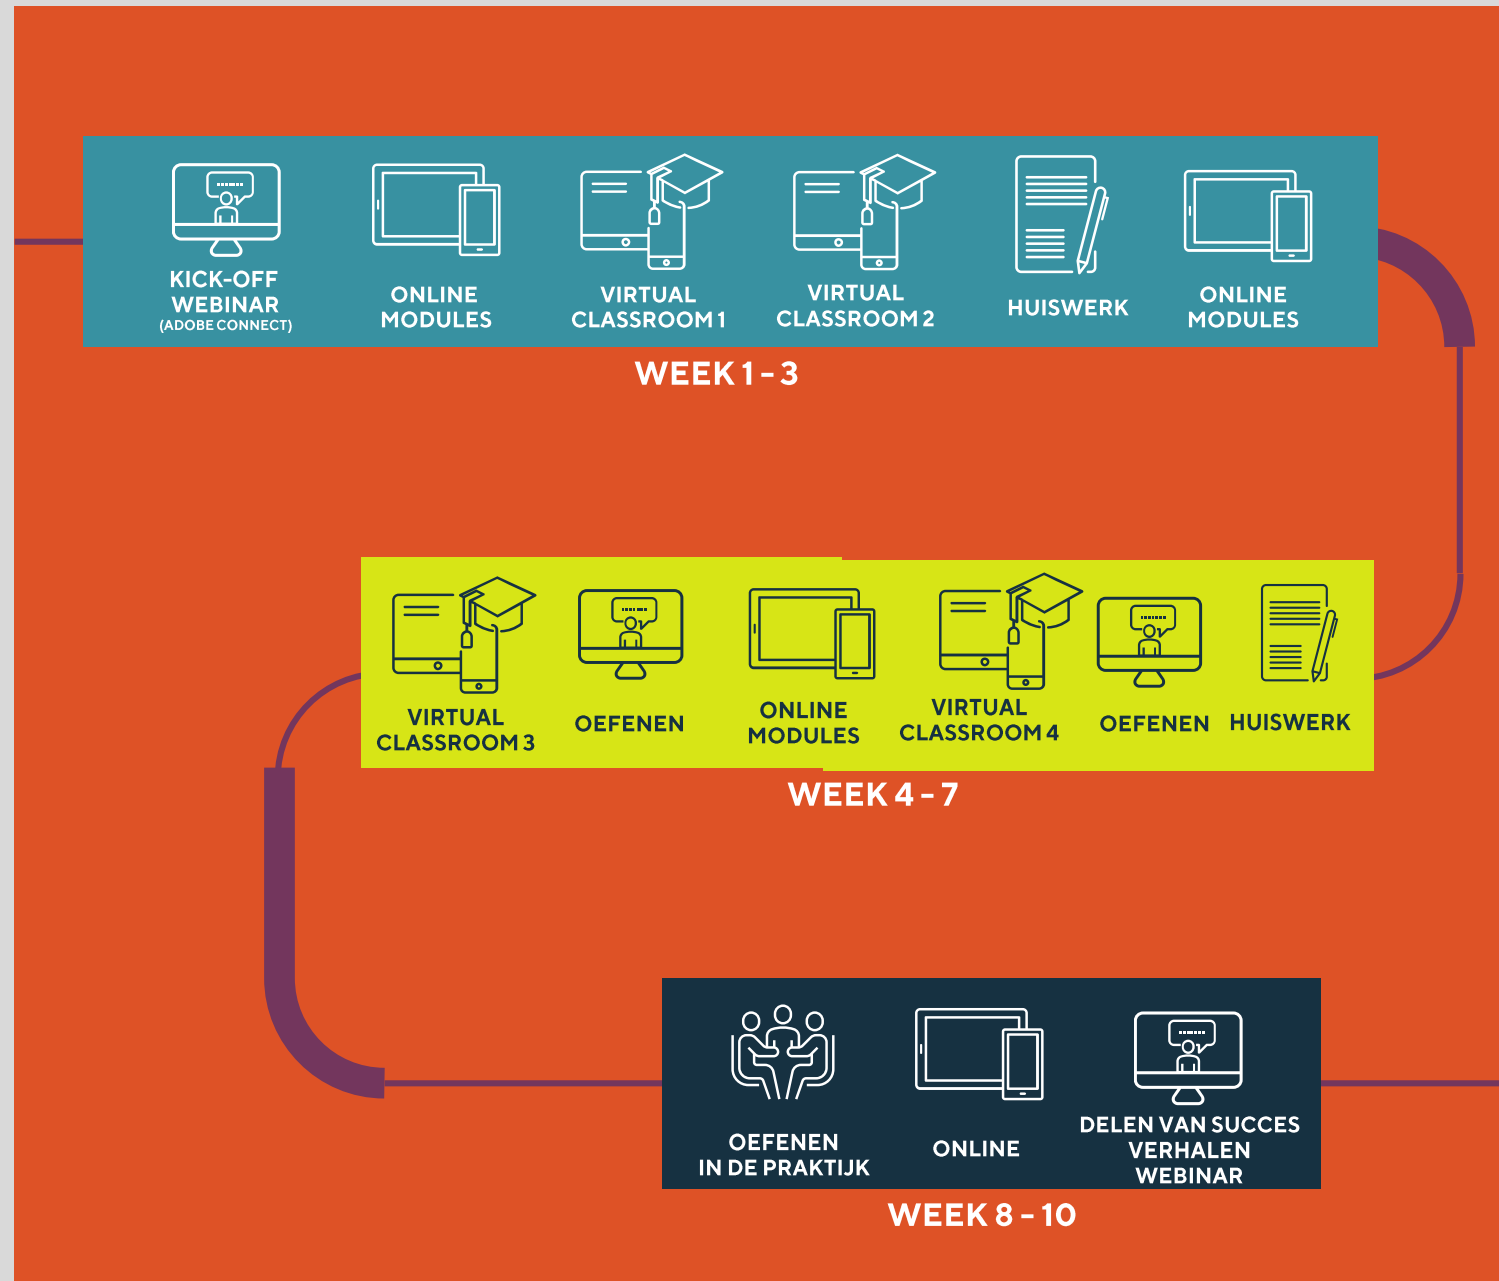 KICK-OFF
WEBINAR
(ADOBE CONNECT)
ONLINE
MODULES
VIRTUAL
CLASSROOM 1
VIRTUAL
CLASSROOM 2
HUISWERK
ONLINE
MODULES
WEEK 1 - 3
VIRTUAL
CLASSROOM 3
OEFENEN
ONLINE
MODULES
VIRTUAL
CLASSROOM 4
OEFENEN
HUISWERK
WEEK 4 - 7
OEFENEN
IN DE PRAKTIJK
ONLINE
DELEN VAN SUCCES
VERHALEN
WEBINAR
WEEK 8 - 10